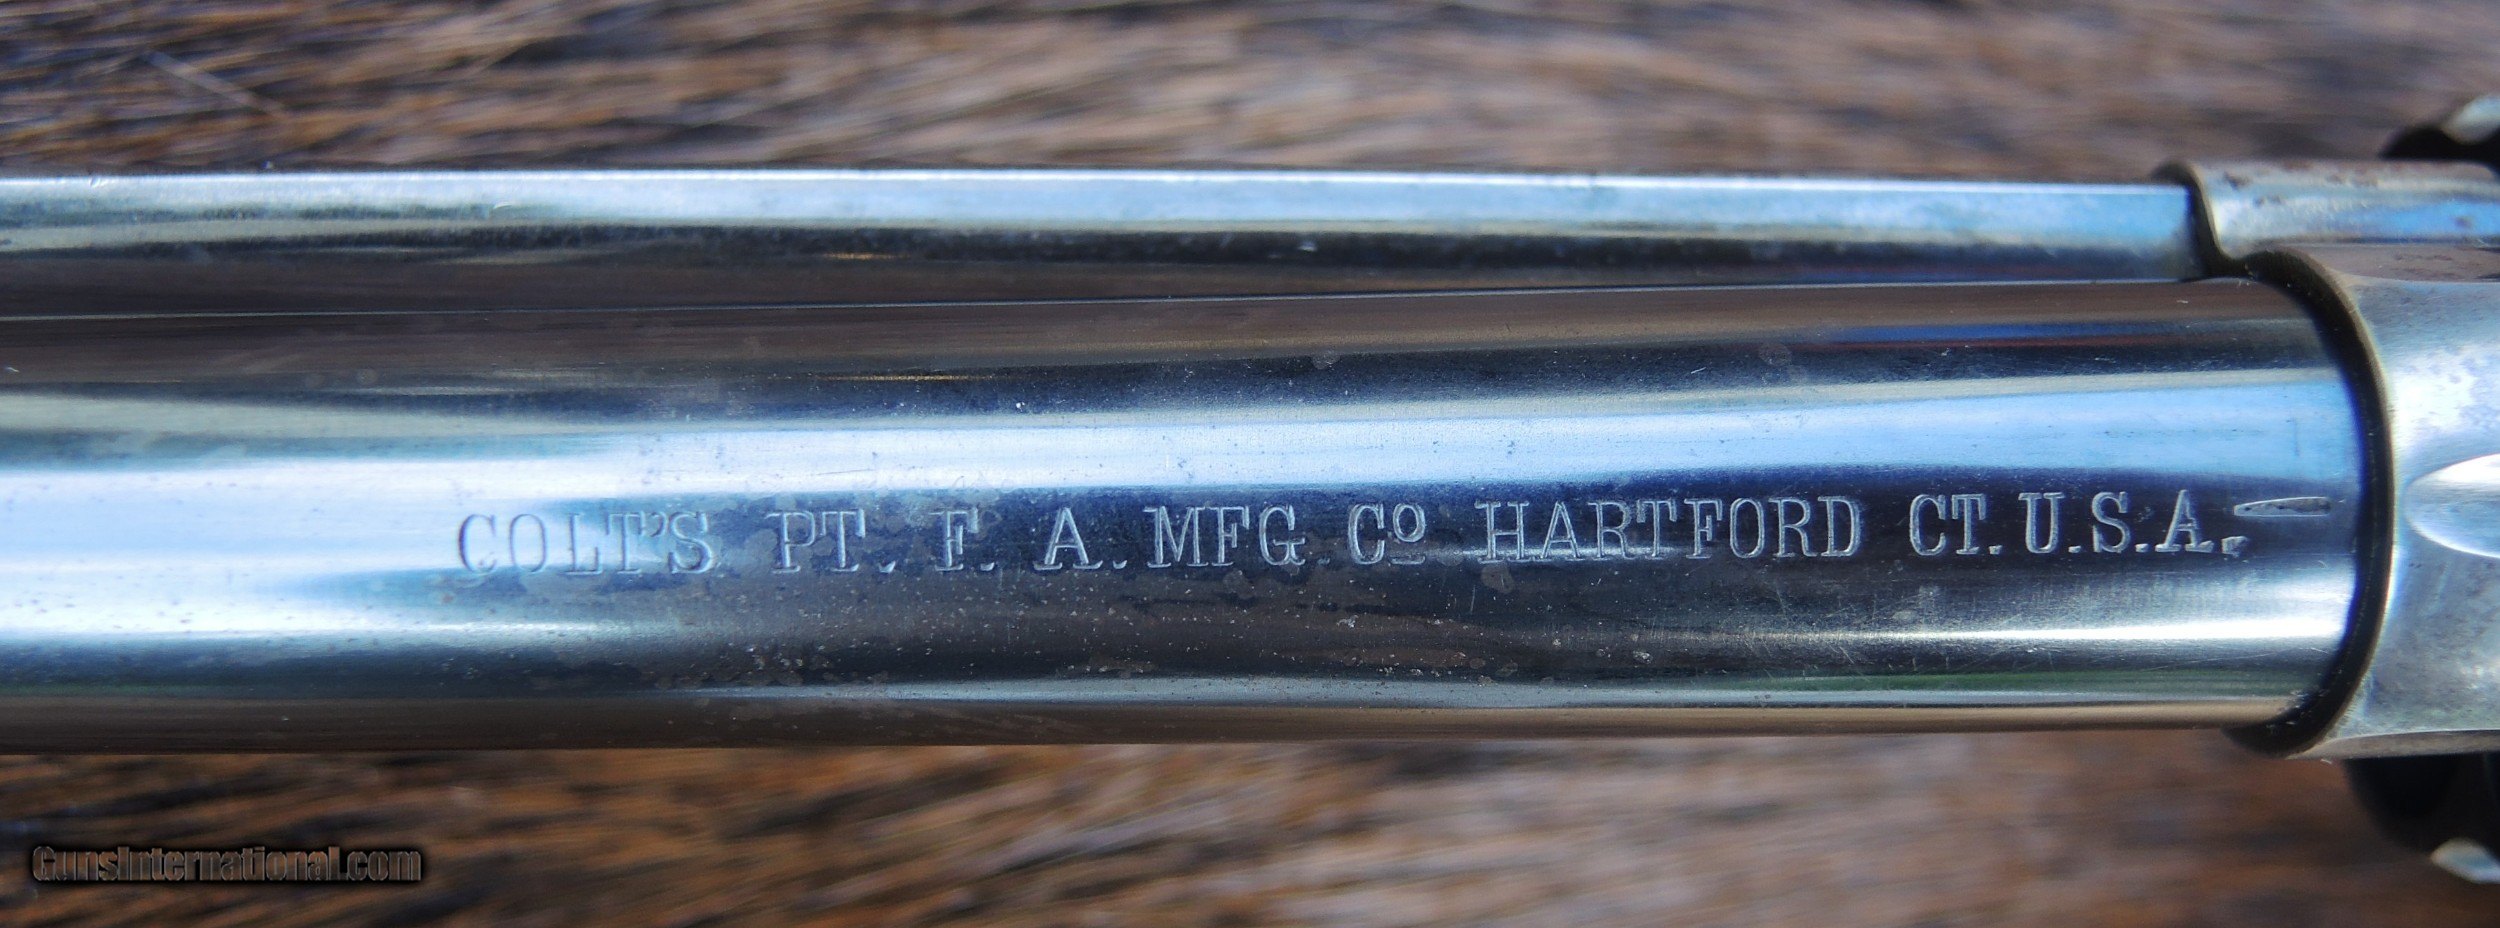 COLT'S PT. F. A. MFG. Co HARTFORD CT. U.S.A.
GunsInternational.com